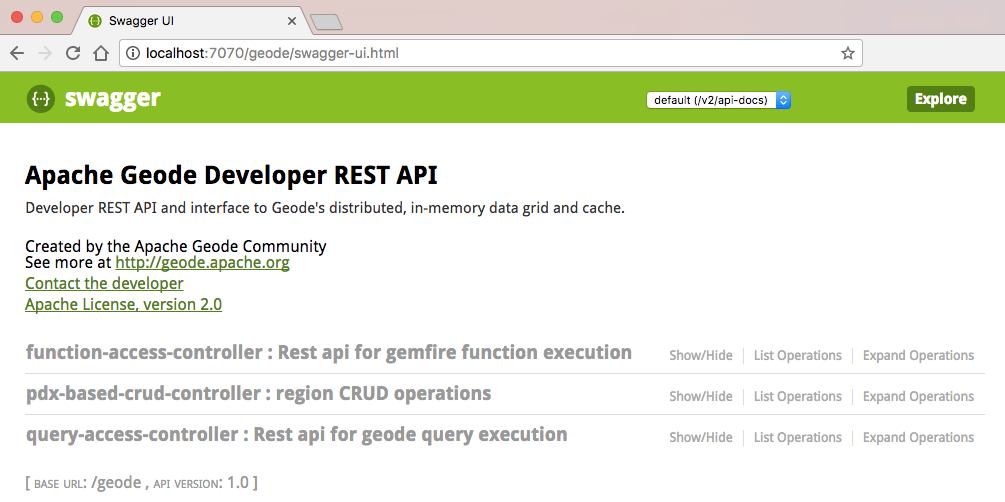 Swagger UI
localhost:7070/geode/swagger-ui.html
{··} swagger default (/v2/api-docs) Explore
Apache Geode Developer REST API
Developer REST API and interface to Geode's distributed, in-memory data grid and cache.
Created by the Apache Geode Community
See more at http://geode.apache.org
Contact the developer
Apache License, version 2.0
function-access-controller : Rest api for gemfire function execution Show/Hide List Operations Expand Operations
pdx-based-crud-controller : region CRUD operations Show/Hide List Operations Expand Operations
query-access-controller : Rest api for geode query execution Show/Hide List Operations Expand Operations
[ BASE URL: /geode , API VERSION: 1.0 ]